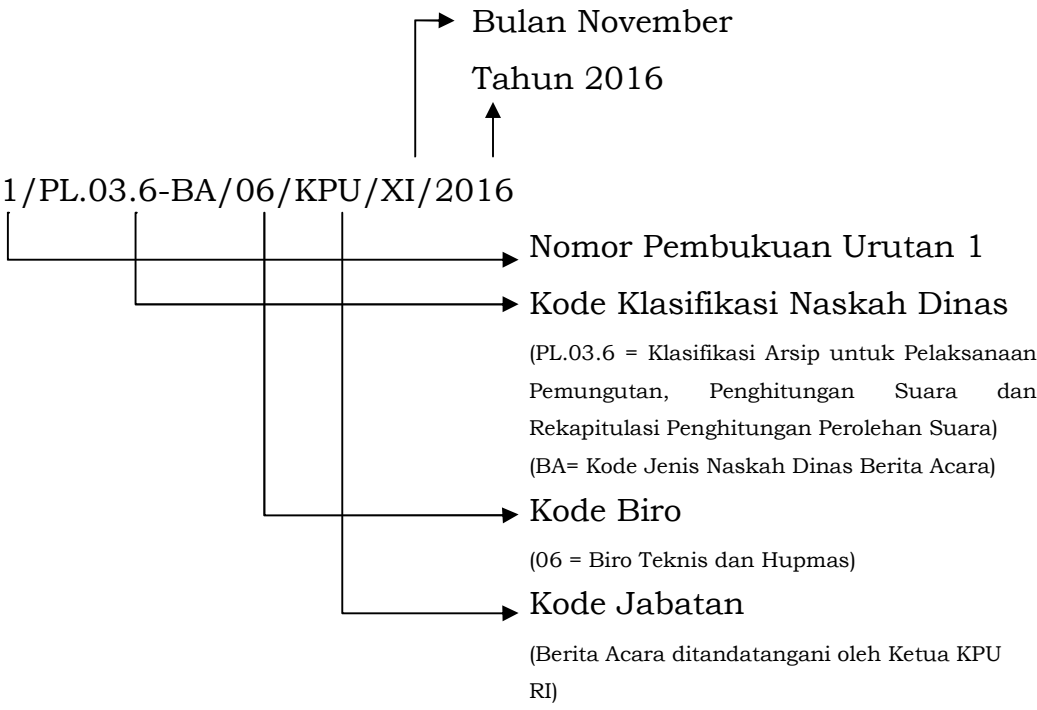 Bulan November
Tahun 2016
1/PL.03.6-BA/06/KPU/XI/2016
Nomor Pembukuan Urutan 1
Kode Klasifikasi Naskah Dinas
(PL.03.6 = Klasifikasi Arsip untuk Pelaksanaan
Pemungutan, Penghitungan Suara dan
Rekapitulasi Penghitungan Perolehan Suara)
(BA= Kode Jenis Naskah Dinas Berita Acara)
Kode Biro
(06 = Biro Teknis dan Hupmas)
Kode Jabatan
(Berita Acara ditandatangani oleh Ketua KPU
RI)